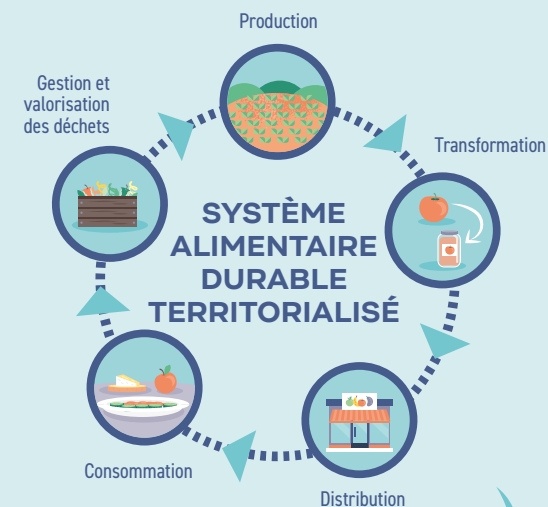 Production
Gestion et
valorisation
des déchets
Transformation
SYSTÈME
ALIMENTAIRE
DURABLE
TERRITORIALISÉ
Consommation
Distribution